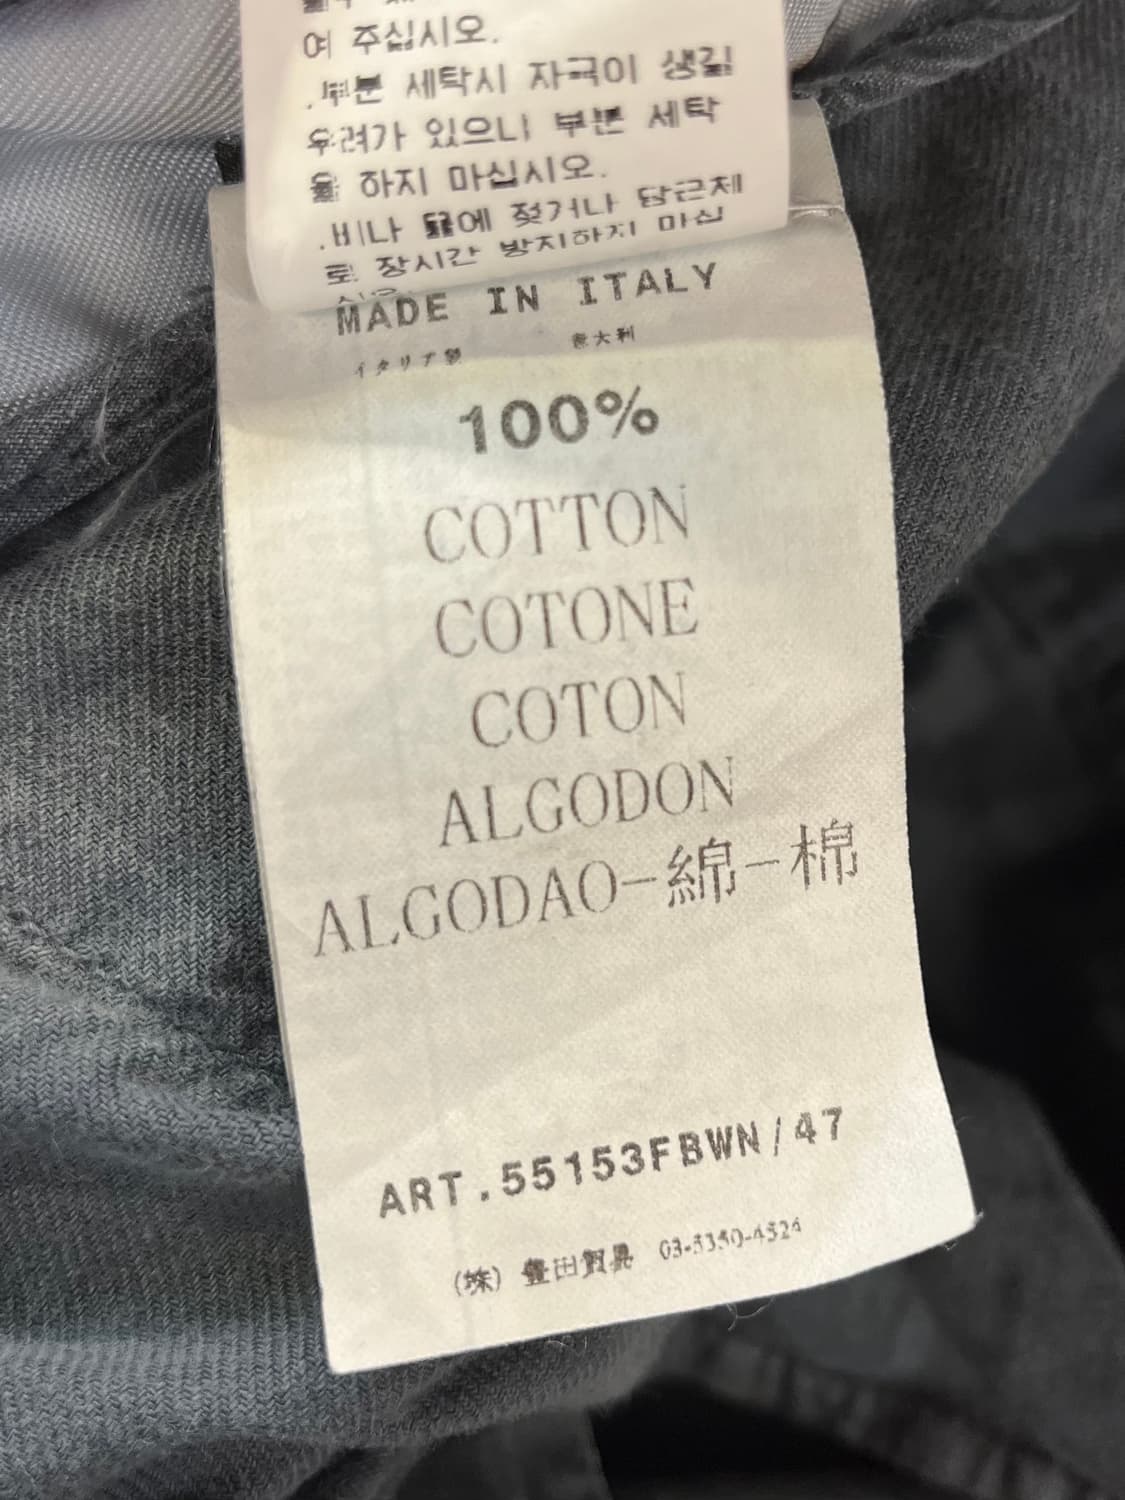 여 주십시오.
.부분 세탁시 자국이 생길
우려가 있으니 부분 세탁
을 하지 마십시오.
.비나 물에 젖거나 담근체
로 장시간 방치하지 마십
MADE IN ITALY
イタリア製 意大利
100%
COTTON
COTONE
COTON
ALGODON
ALGODAO-綿-棉
ART.55153FBWN/47
(株) 豊田貿易 03-5350-4524